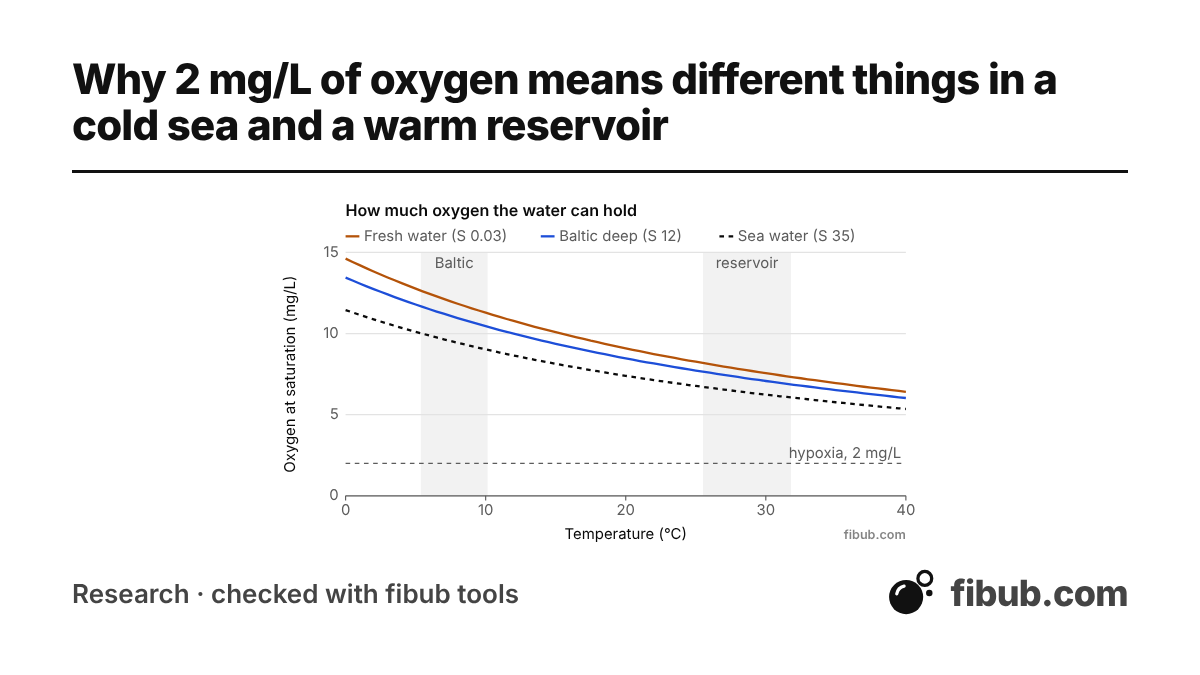 Why 2 mg/L of oxygen means different things in a
cold sea and a warm reservoir
How much oxygen the water can hold
Fresh water (S 0.03) Baltic deep (S 12) Sea water (S 35)
15
Baltic reservoir
10
5
hypoxia, 2 mg/L
0
Oxygen at saturation (mg/L)
0 10 20 30 40
Temperature (°C)
fibub.com
Research · checked with fibub tools
fibub.com